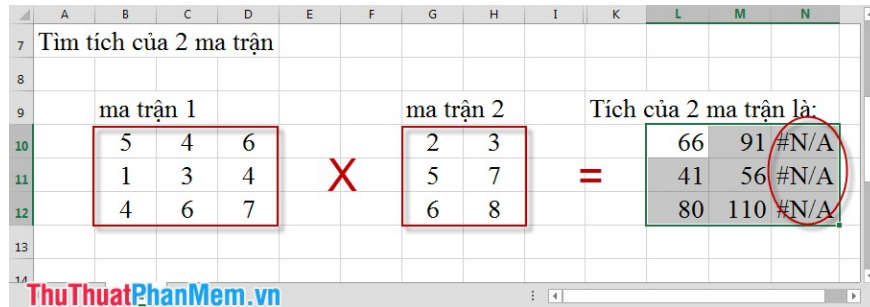 A B C D E F G H I K L M N
7 Tìm tích của 2 ma trận
8
9 ma trận 1 ma trận 2 Tích của 2 ma trận là:
10 5 4 6 2 3 66 91 #N/A
11 1 3 4 X 5 7 = 41 56 #N/A
12 4 6 7 6 8 80 110 #N/A
13
14
ThuThuatPhanMem.vn